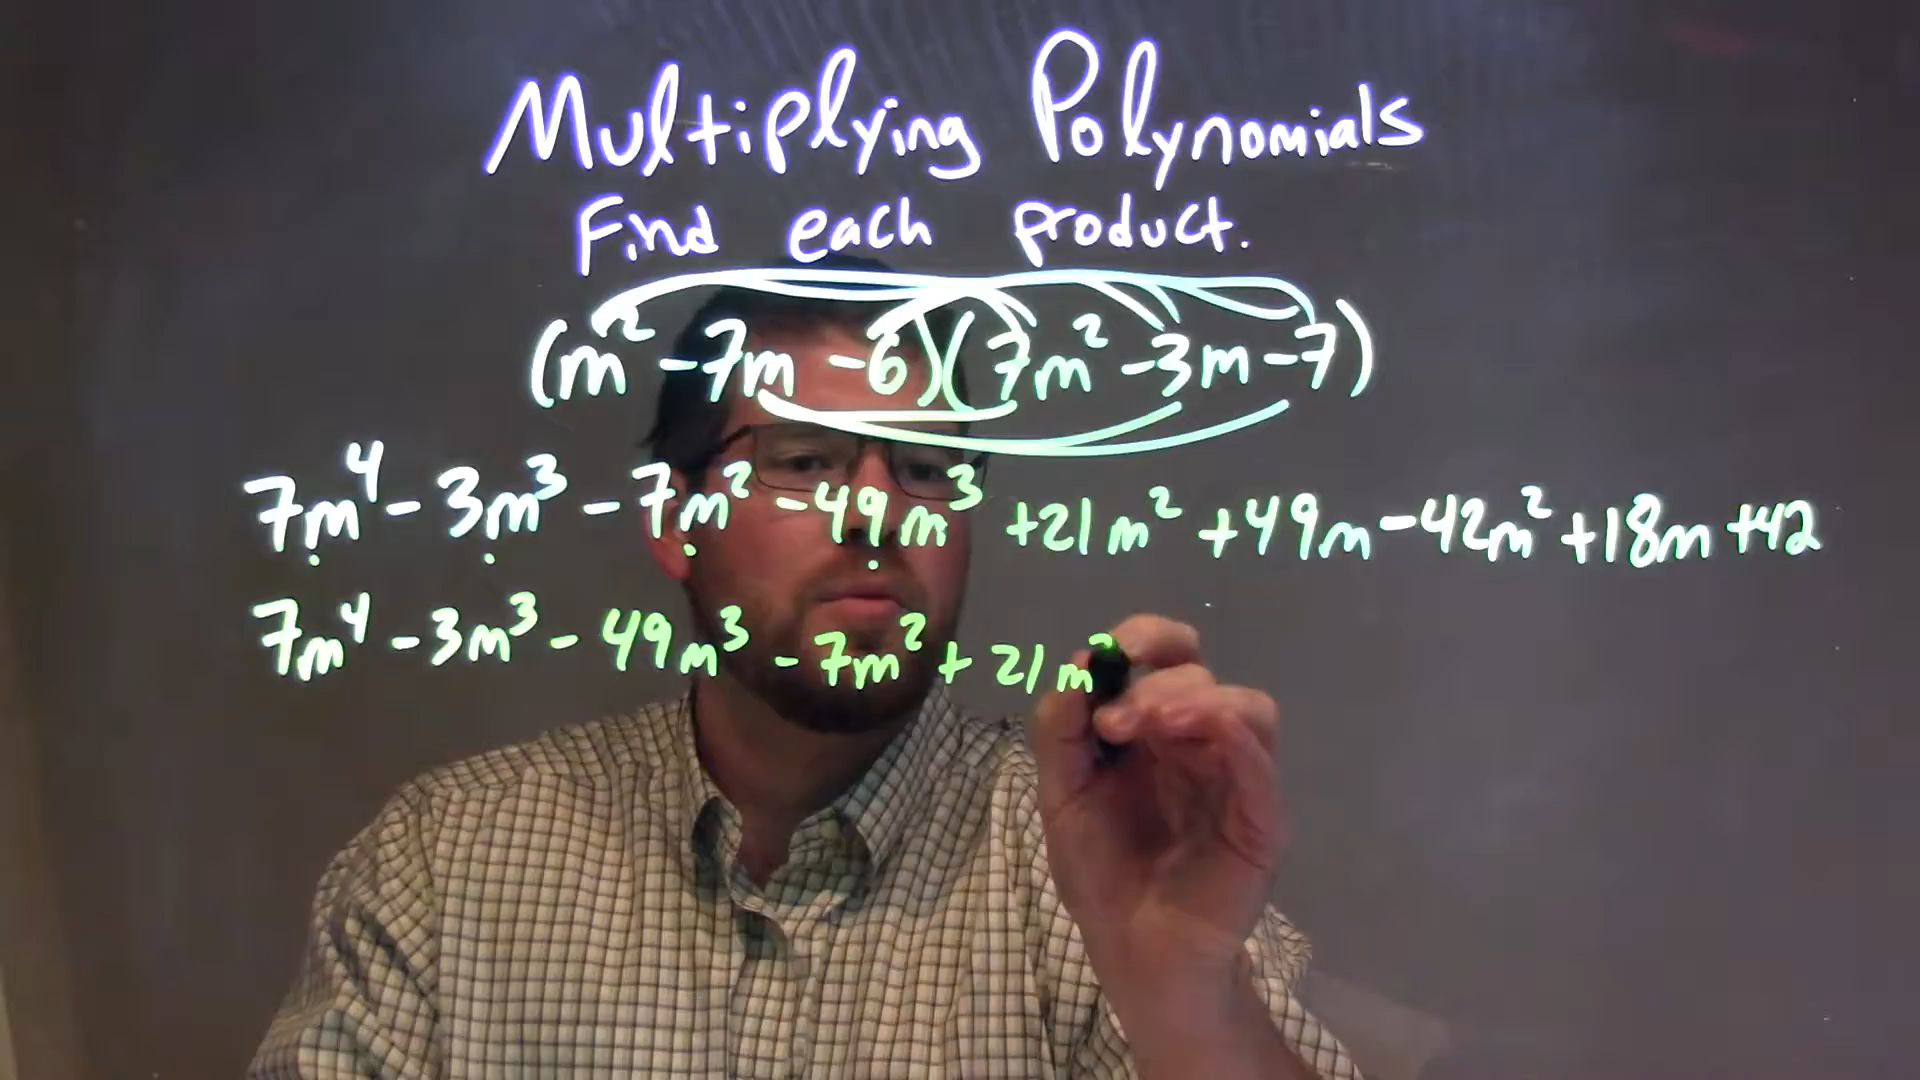 Multiplying Polynomials
Find each product.
(m² - 7m - 6)(7m² - 3m - 7)
7m⁴ - 3m³ - 7m² - 49m³ + 21m² + 49m - 42m² + 18m + 42
7m⁴ - 3m³ - 49m³ - 7m² + 21m²